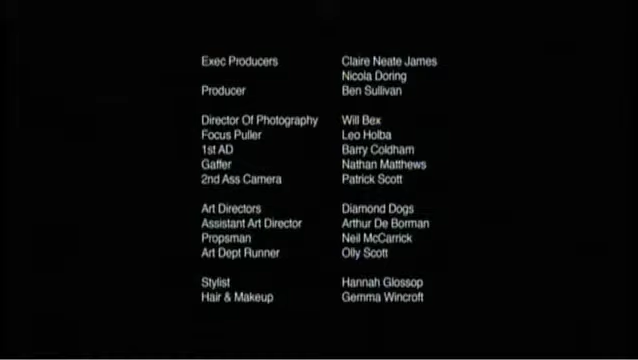 Exec Producers Claire Neate James
Nicola Doring
Producer Ben Sullivan
Director Of Photography Will Bex
Focus Puller Leo Holba
1st AD Barry Coldham
Gaffer Nathan Matthews
2nd Ass Camera Patrick Scott
Art Directors Diamond Dogs
Assistant Art Director Arthur De Borman
Propsman Neil McCarrick
Art Dept Runner Olly Scott
Stylist Hannah Glossop
Hair & Makeup Gemma Wincroft